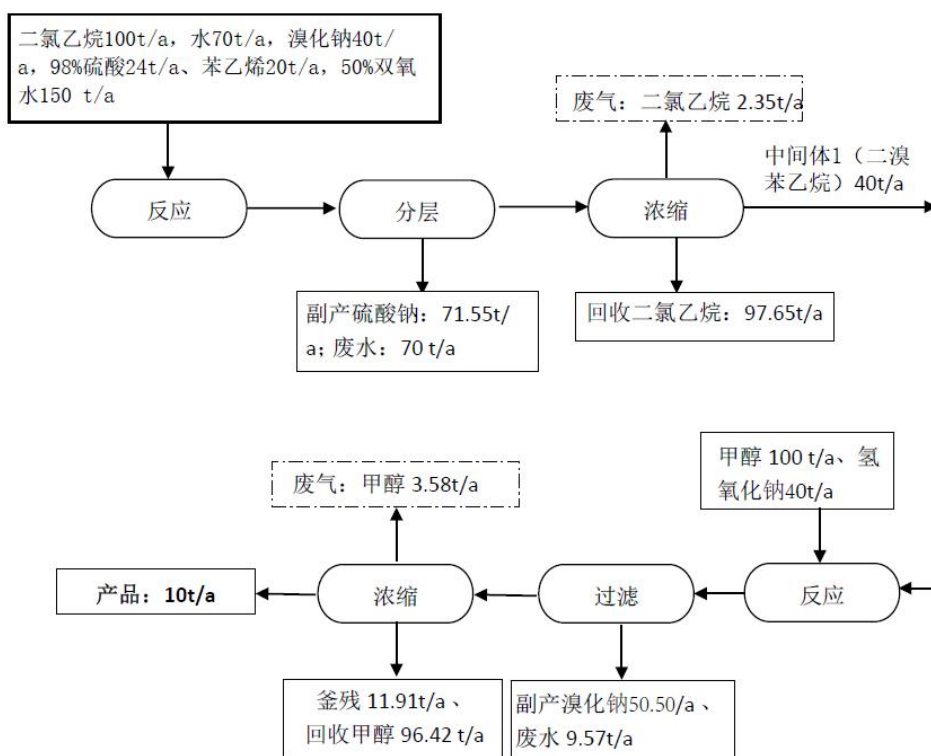 二氯乙烷100t/a，水70t/a，溴化钠40t/
a，98%硫酸24t/a、苯乙烯20t/a，50%双氧
水150 t/a
废气：二氯乙烷 2.35t/a
中间体1（二溴
苯乙烷）40t/a
反应
分层
浓缩
副产硫酸钠：71.55t/
a；废水：70 t/a
回收二氯乙烷：97.65t/a
甲醇 100 t/a、氢
氧化钠40t/a
废气：甲醇 3.58t/a
产品：10t/a
浓缩
过滤
反应
釜残 11.91t/a、
回收甲醇 96.42 t/a
副产溴化钠50.50/a、
废水 9.57t/a